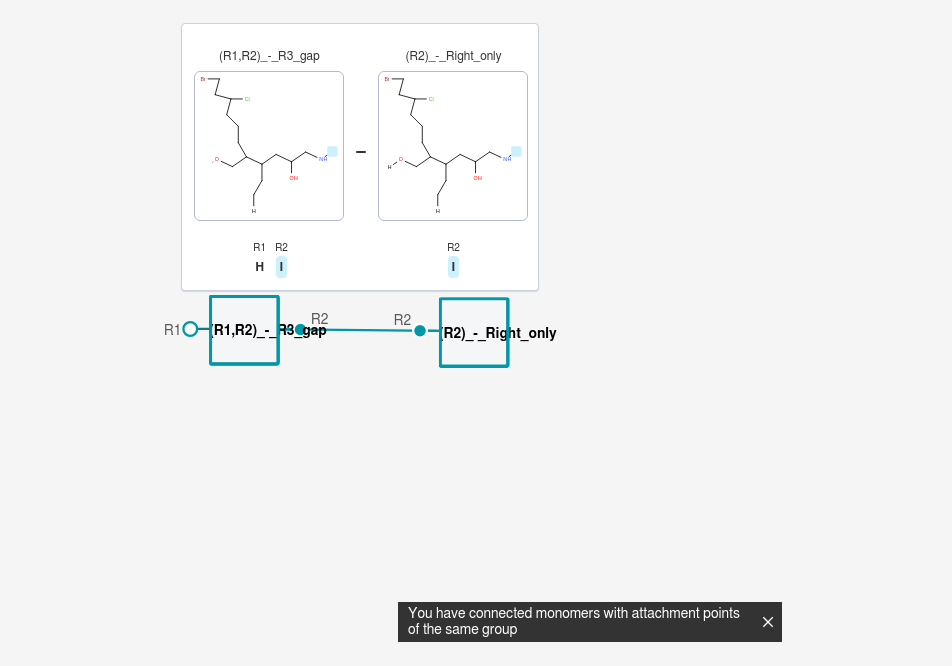 (R1,R2)_-_R3_gap (R2)_-_Right_only
Br Br
Cl Cl
O NH H O NH
OH OH
H H
R1 R2 R2
H I I
R1 (R1,R2)_-_R3_gap R2 R2 (R2)_-_Right_only
You have connected monomers with attachment points
of the same group